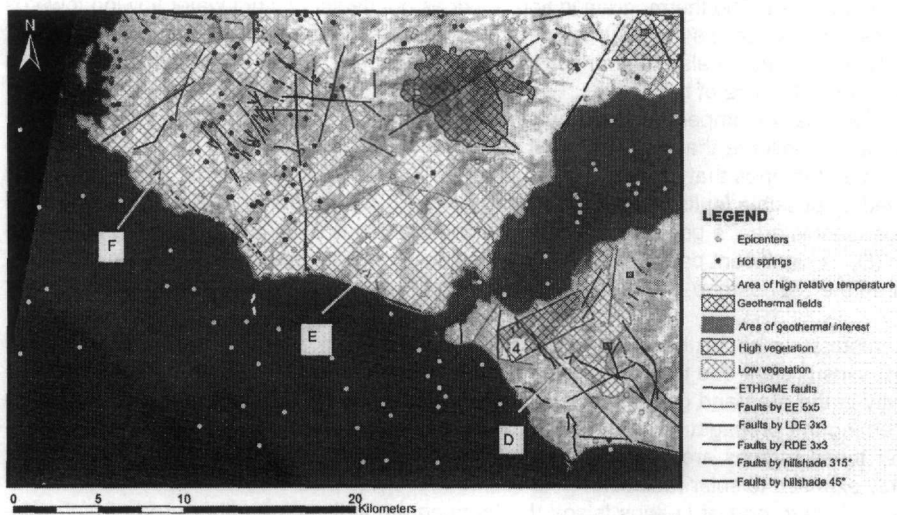 N
F
E
4
D
LEGEND
Epicenters
Hot springs
Area of high relative temperature
Geothermal fields
Area of geothermal interest
High vegetation
Low vegetation
ETHIGME faults
Faults by EE 5x5
Faults by LDE 3x3
Faults by RDE 3x3
Faults by hillshade 315°
Faults by hillshade 45°
0 5 10 20
Kilometers